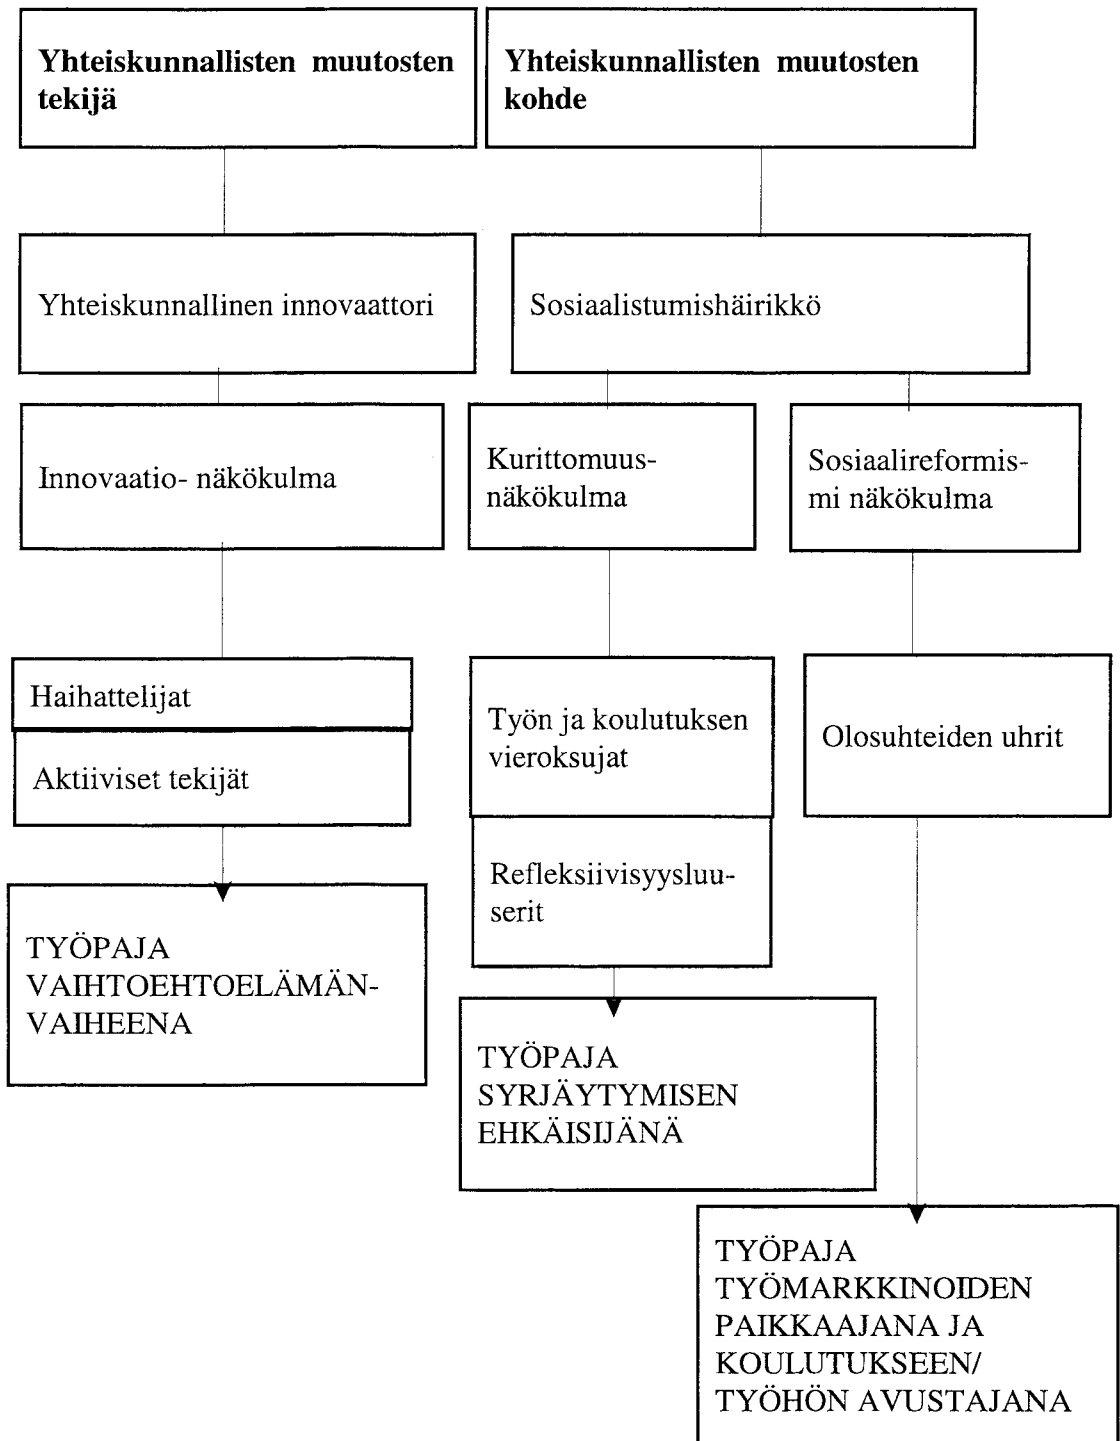 Yhteiskunnallisten muutosten
tekijä
Yhteiskunnallisten muutosten
kohde
Yhteiskunnallinen innovaattori
Sosiaalistumishäirikkö
Innovaatio- näkökulma
Kurittomuus-
näkökulma
Sosiaalireformis-
mi näkökulma
Haihattelijat
Aktiiviset tekijät
Työn ja koulutuksen
vieroksujat
Olosuhteiden uhrit
Refleksiivisyysluu-
serit
TYÖPAJA
VAIHTOEHTOELÄMÄN-
VAIHEENA
TYÖPAJA
SYRJÄYTYMISEN
EHKÄISIJÄNÄ
TYÖPAJA
TYÖMARKKINOIDEN
PAIKKAAJANA JA
KOULUTUKSEEN/
TYÖHÖN AVUSTAJANA